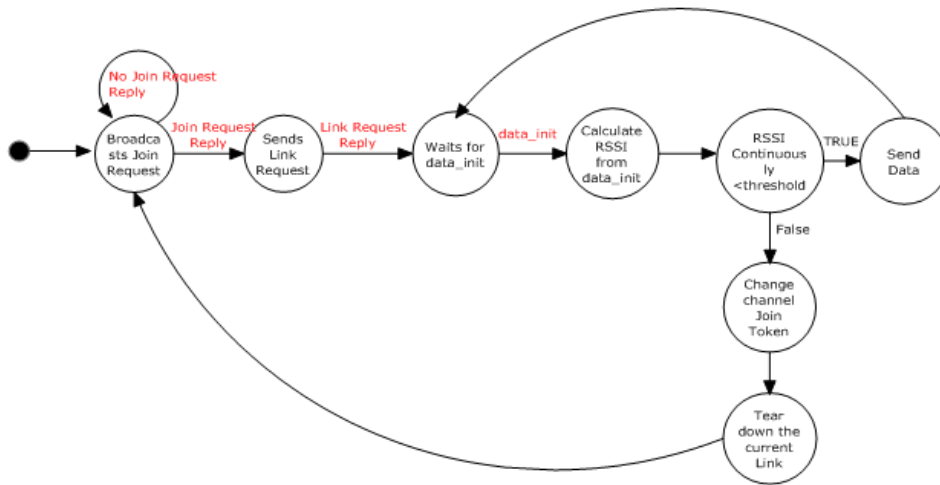 No Join Request
Reply
Broadca
sts Join
Request
Join Request
Reply
Sends
Link
Request
Link Request
Reply
Waits for
data_init
data_init
Calculate
RSSI
from
data_init
RSSI
Continuous
ly
<threshold
TRUE
Send
Data
False
Change
channel
Join
Token
Tear
down the
current
Link